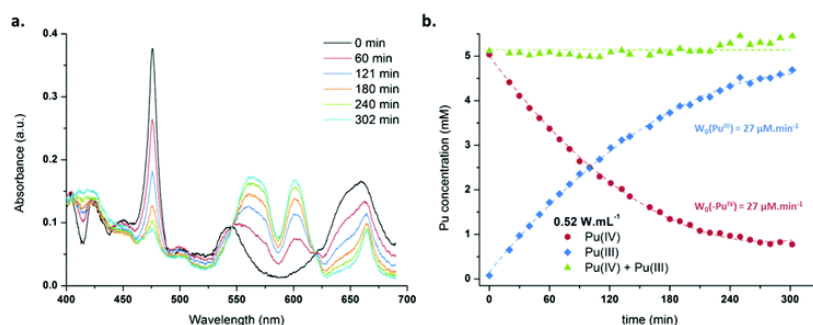 a.
0.4
0.3
0.2
0.1
0.0
Absorbance (a.u.)
400 450 500 550 600 650 700
Wavelength (nm)
0 min
60 min
121 min
180 min
240 min
302 min
b.
6
5
4
3
2
1
0
Pu concentration (mM)
0 60 120 180 240 300
time (min)
W₀(Puᴵᴵᴵ) = 27 µM.min⁻¹
W₀(-Puᴵⱽ) = 27 µM.min⁻¹
0.52 W.mL⁻¹
Pu(IV)
Pu(III)
Pu(IV) + Pu(III)